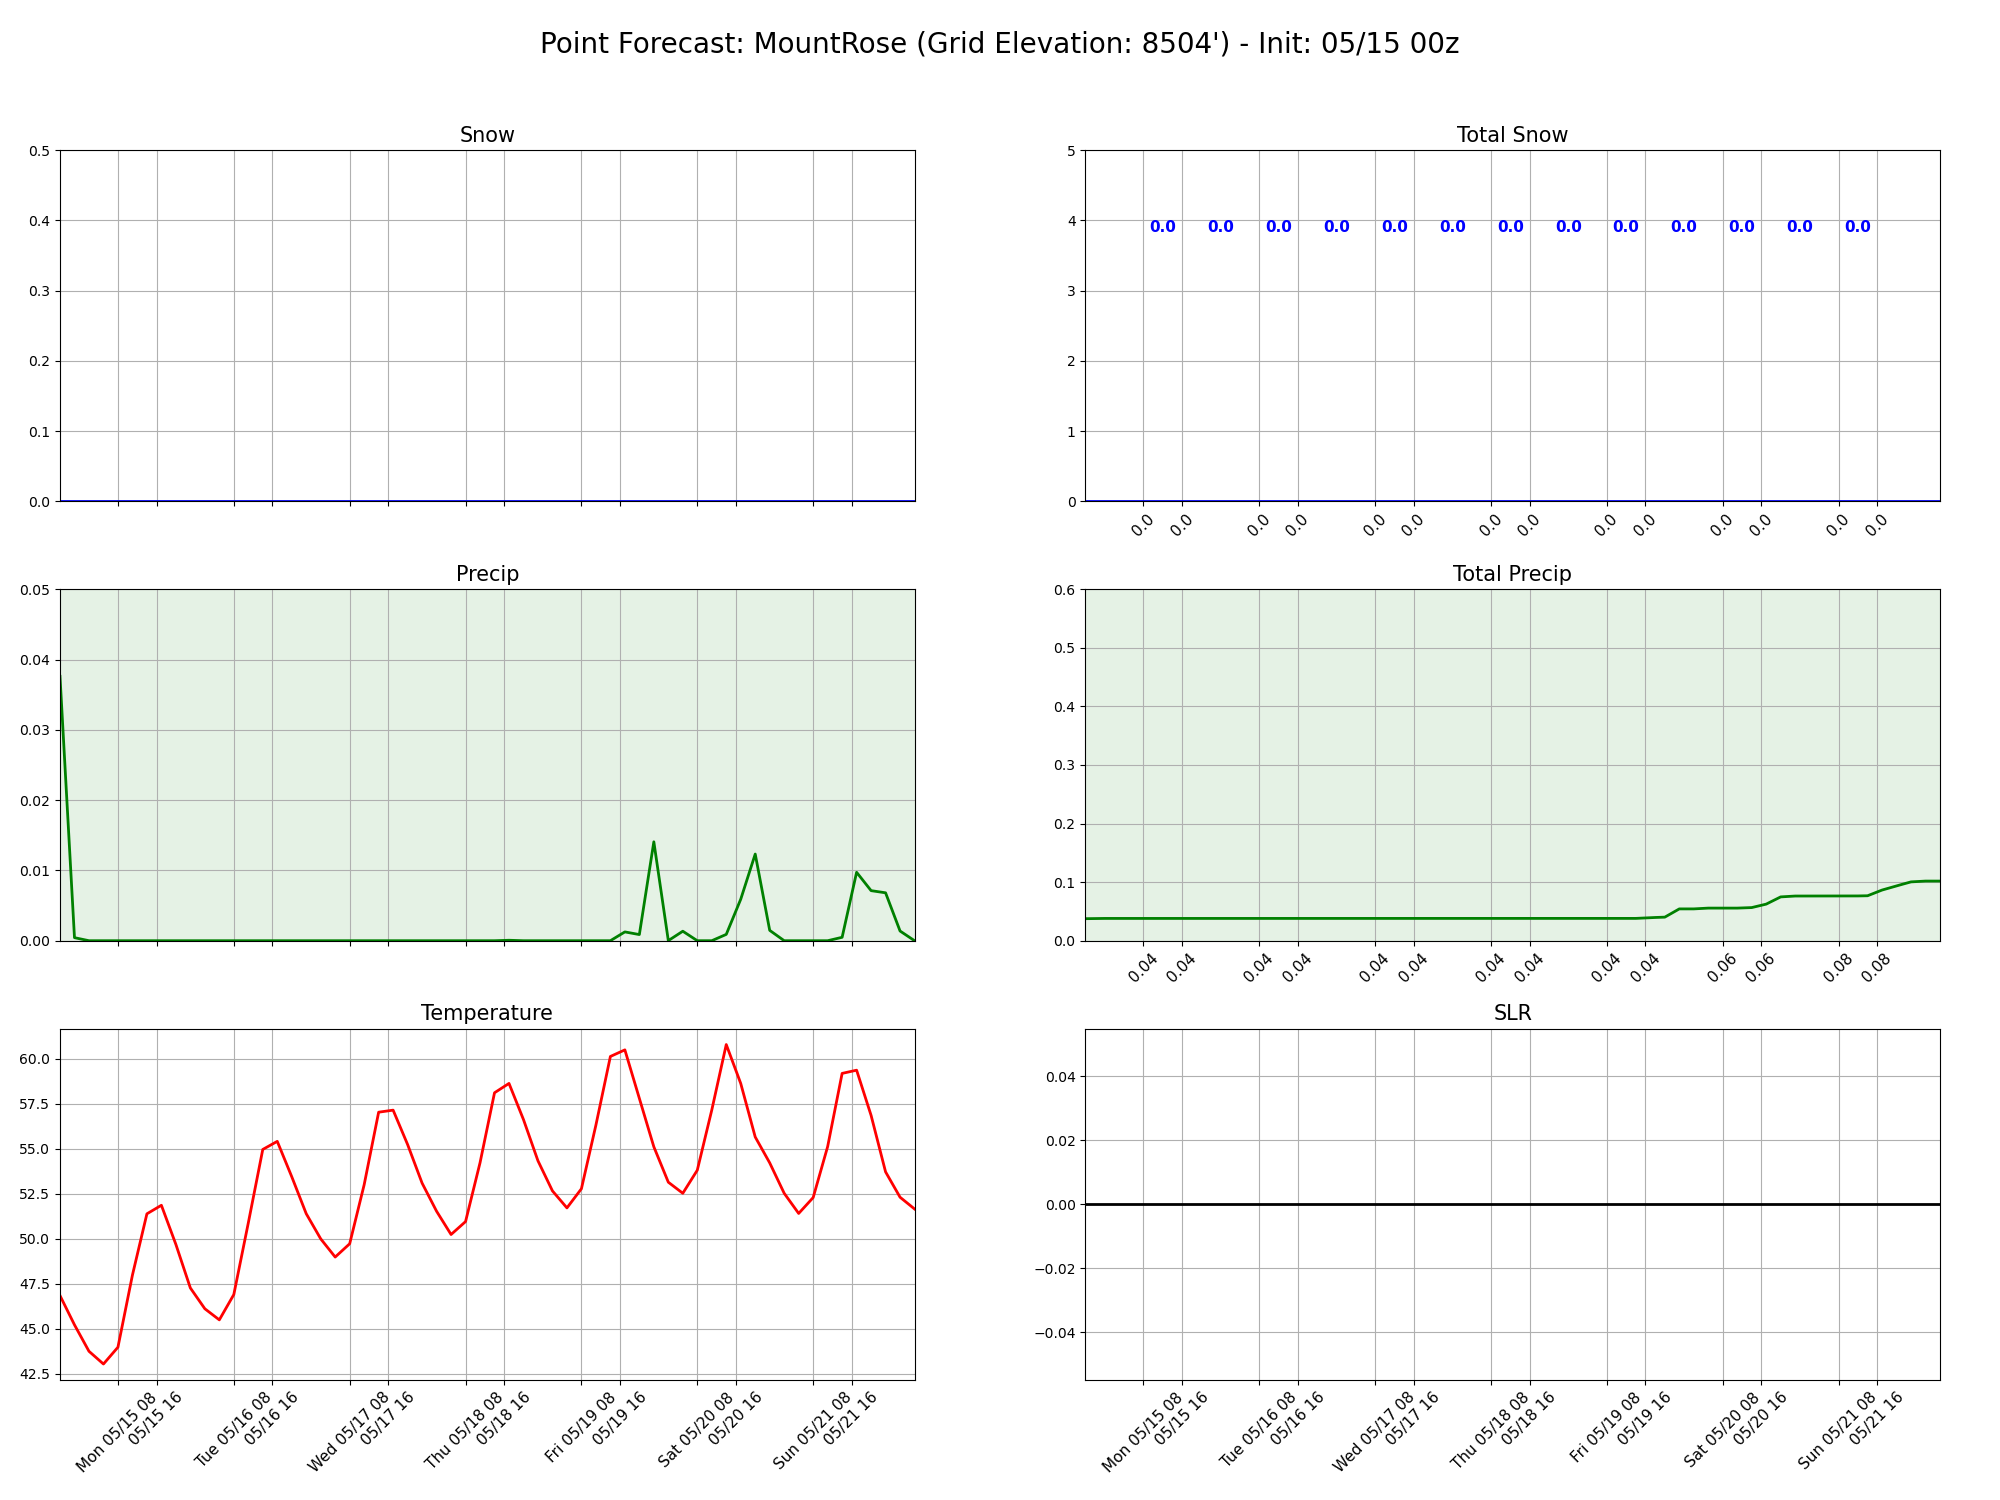 Point Forecast: MountRose (Grid Elevation: 8504') - Init: 05/15 00z
Snow
0.5
0.4
0.3
0.2
0.1
0.0
Total Snow
5
4
3
2
1
0
0.0 0.0 0.0 0.0 0.0 0.0 0.0 0.0 0.0 0.0 0.0 0.0 0.0
0.0 0.0 0.0 0.0 0.0 0.0 0.0 0.0 0.0 0.0 0.0 0.0 0.0 0.0
Precip
0.05
0.04
0.03
0.02
0.01
0.00
Total Precip
0.6
0.5
0.4
0.3
0.2
0.1
0.0
0.04 0.04 0.04 0.04 0.04 0.04 0.04 0.04 0.04 0.04 0.06 0.06 0.08 0.08
Temperature
60.0
57.5
55.0
52.5
50.0
47.5
45.0
42.5
Mon 05/15 08
05/15 16
Tue 05/16 08
05/16 16
Wed 05/17 08
05/17 16
Thu 05/18 08
05/18 16
Fri 05/19 08
05/19 16
Sat 05/20 08
05/20 16
Sun 05/21 08
05/21 16
SLR
0.04
0.02
0.00
−0.02
−0.04
Mon 05/15 08
05/15 16
Tue 05/16 08
05/16 16
Wed 05/17 08
05/17 16
Thu 05/18 08
05/18 16
Fri 05/19 08
05/19 16
Sat 05/20 08
05/20 16
Sun 05/21 08
05/21 16